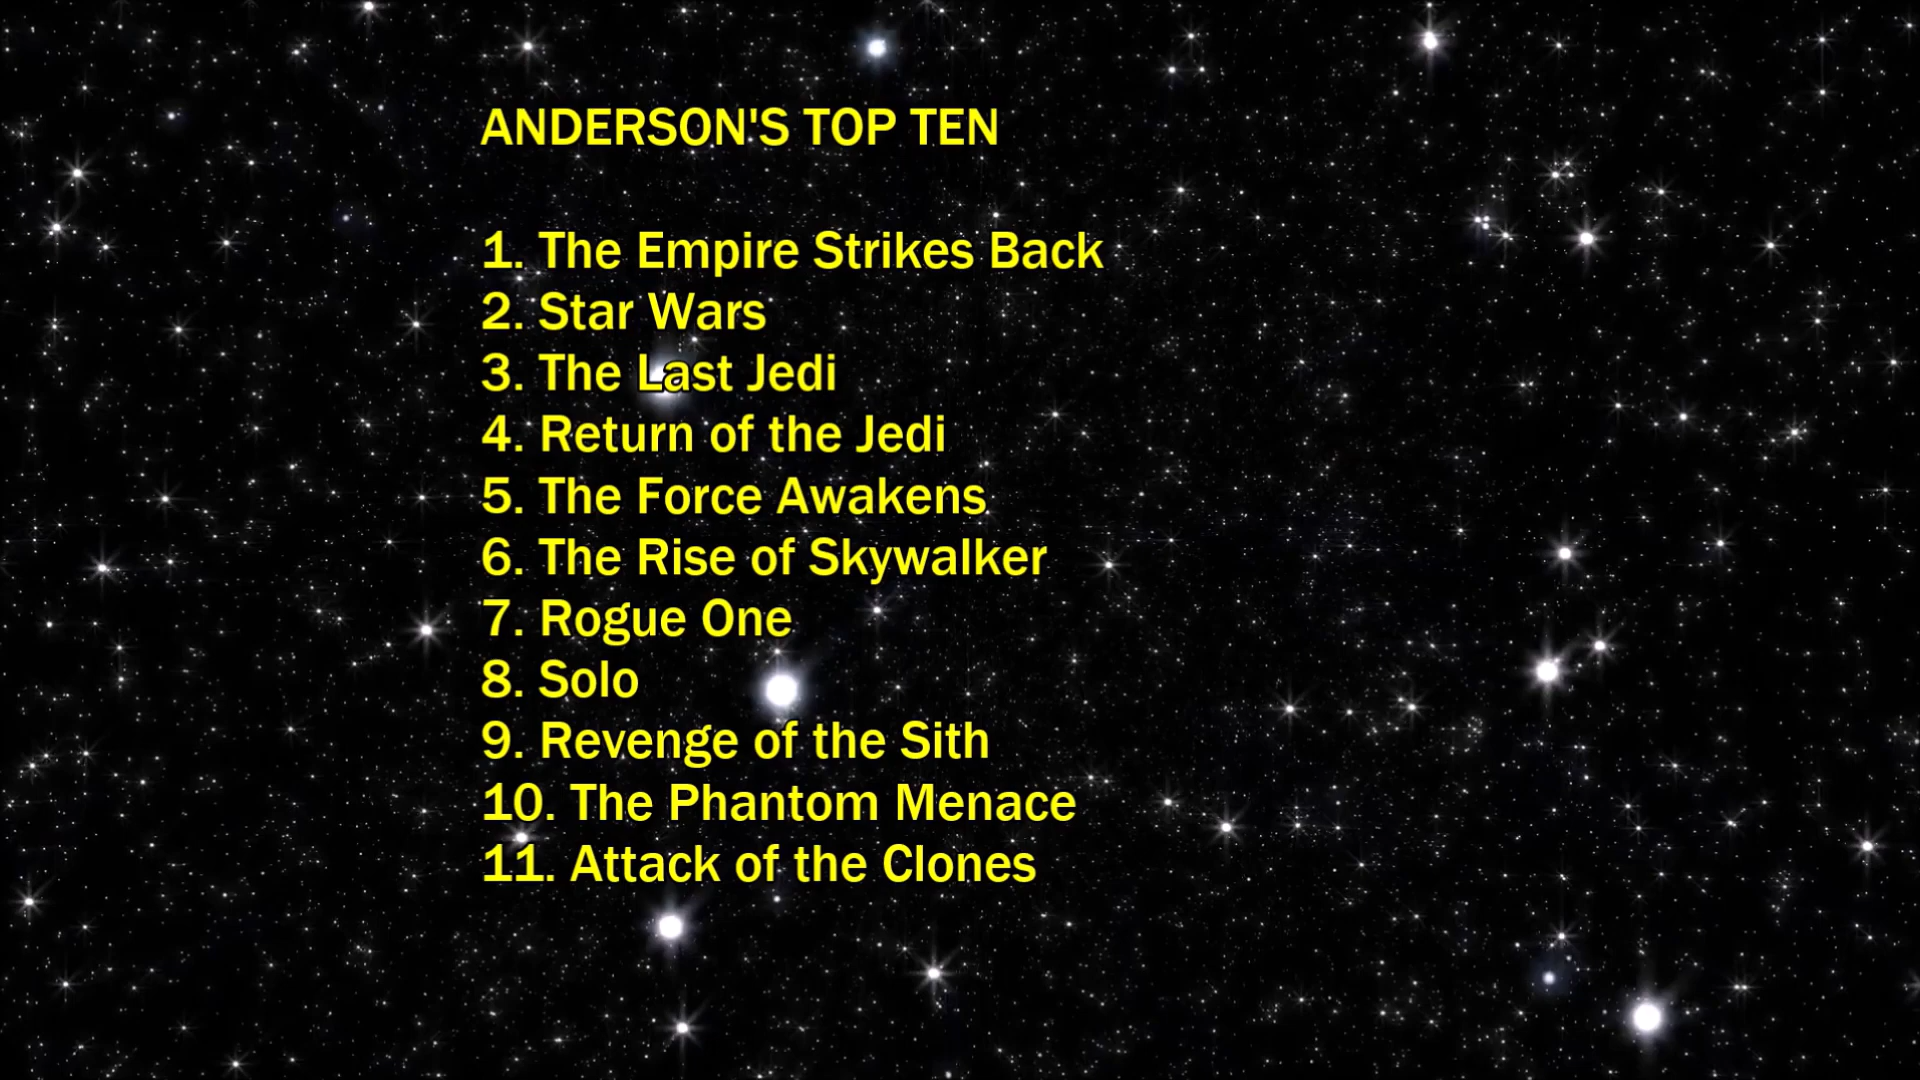 ANDERSON'S TOP TEN
1. The Empire Strikes Back
2. Star Wars
3. The Last Jedi
4. Return of the Jedi
5. The Force Awakens
6. The Rise of Skywalker
7. Rogue One
8. Solo
9. Revenge of the Sith
10. The Phantom Menace
11. Attack of the Clones